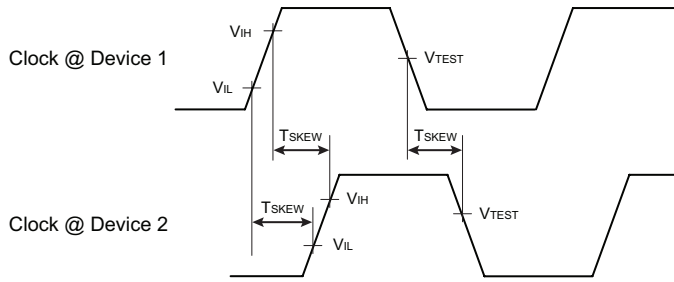 VIH
Clock @ Device 1
VTEST
VIL
TSKEW
TSKEW
TSKEW
VIH
VTEST
Clock @ Device 2
VIL